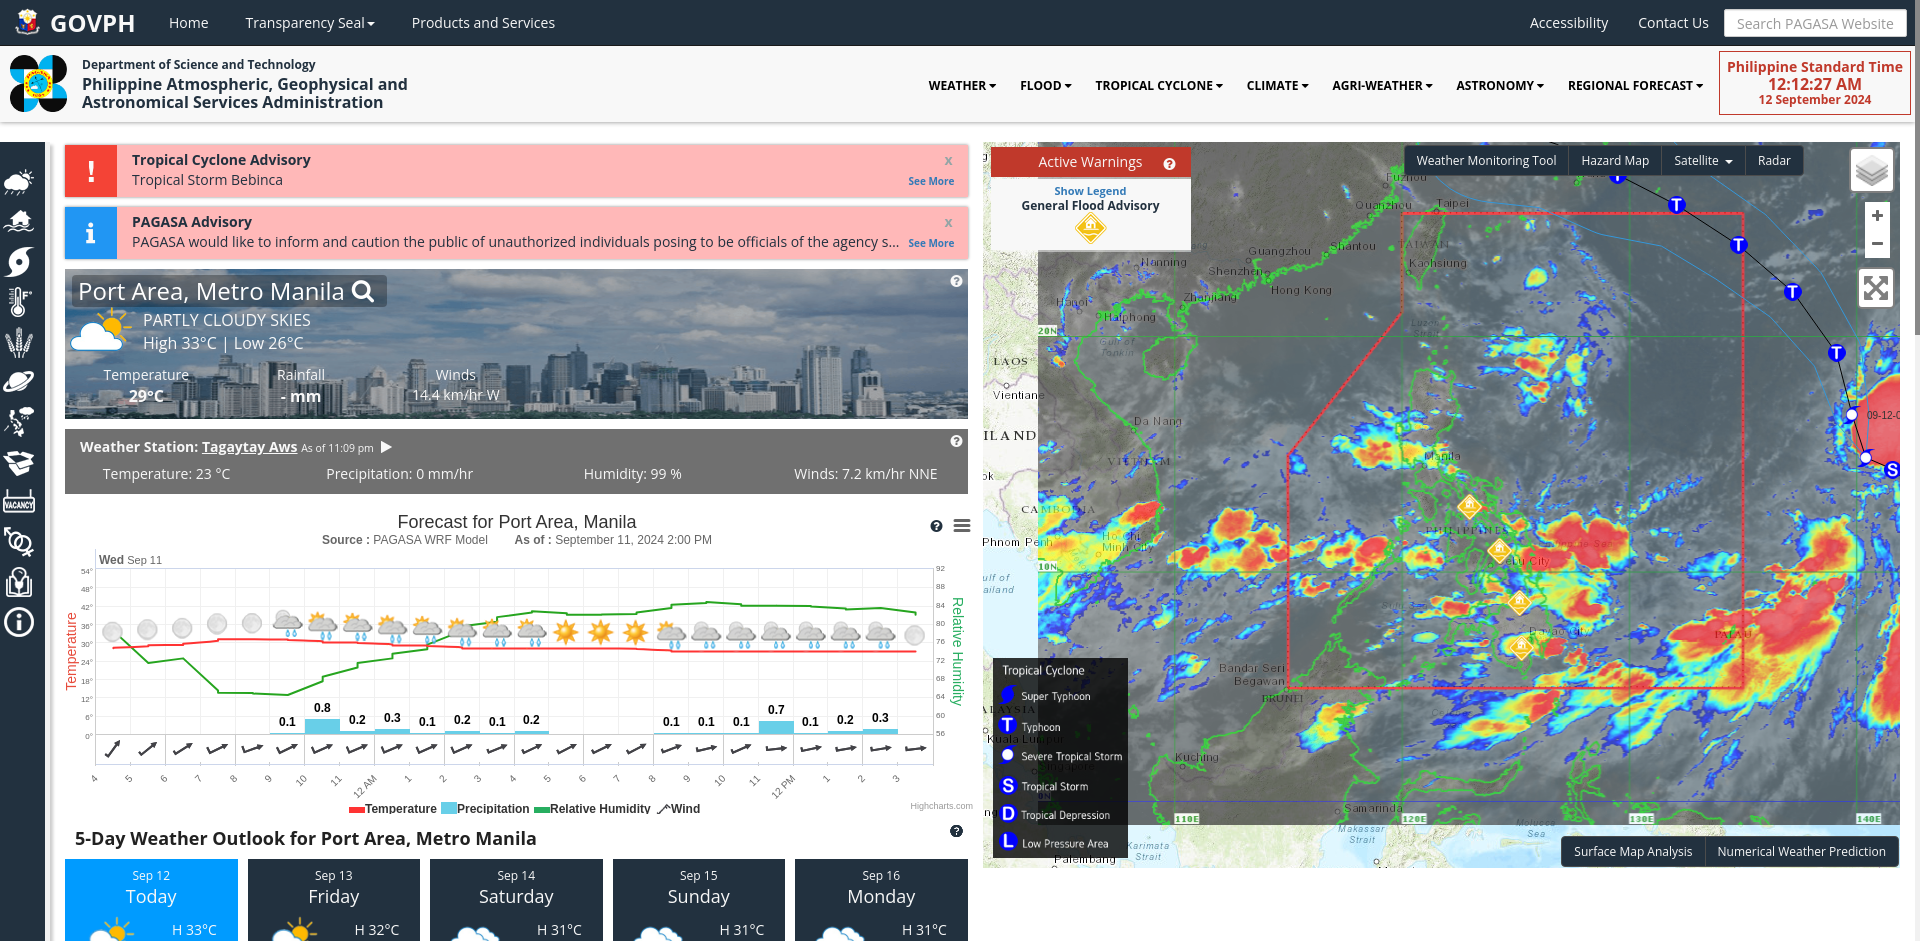 GOVPH
Home
Transparency Seal
Products and Services
Accessibility
Contact Us
Search PAGASA Website
Department of Science and Technology
Philippine Atmospheric, Geophysical and
Astronomical Services Administration
WEATHER
FLOOD
TROPICAL CYCLONE
CLIMATE
AGRI-WEATHER
ASTRONOMY
REGIONAL FORECAST
Philippine Standard Time
12:12:27 AM
12 September 2024
VACANCY
Tropical Cyclone Advisory
x
Tropical Storm Bebinca
See More
PAGASA Advisory
x
PAGASA would like to inform and caution the public of unauthorized individuals posing to be officials of the agency s...
See More
Port Area, Metro Manila
PARTLY CLOUDY SKIES
High 33°C | Low 26°C
Temperature
29°C
Rainfall
- mm
Winds
14.4 km/hr W
Weather Station: Tagaytay Aws As of 11:09 pm
Temperature: 23 °C
Precipitation: 0 mm/hr
Humidity: 99 %
Winds: 7.2 km/hr NNE
Forecast for Port Area, Manila
Source : PAGASA WRF Model As of : September 11, 2024 2:00 PM
Wed Sep 11
Temperature
54°
48°
42°
36°
30°
24°
18°
12°
6°
0°
92
88
84
80
76
72
68
64
60
56
Relative Humidity
0.1 0.8 0.2 0.3 0.1 0.2 0.1 0.2 0.1 0.1 0.1 0.7 0.1 0.2 0.3
4 5 6 7 8 9 10 11 12 AM 1 2 3 4 5 6 7 8 9 10 11 12 PM 1 2 3
Temperature Precipitation Relative Humidity Wind
Highcharts.com
5-Day Weather Outlook for Port Area, Metro Manila
Sep 12
Today
H 33°C
Sep 13
Friday
H 32°C
Sep 14
Saturday
H 31°C
Sep 15
Sunday
H 31°C
Sep 16
Monday
H 31°C
Active Warnings
Show Legend
General Flood Advisory
Weather Monitoring Tool
Hazard Map
Satellite
Radar
+
−
Fuzhou
Quanzhou
Taipei
TAIWAN
Kaohsiung
Guangzhou
Shantou
Shenzhen
Hong Kong
Nanning
Zhanjiang
Hanoi
Haiphong
Gulf of
Tonkin
Luzon
Strait
20N
LAOS
Vientiane
Da Nang
VIETNAM
CAMBODIA
Phnom Penh
Ho Chi
Minh City
10N
Manila
PHILIPPINES
Cebu City
Davao
PALAU
Bandar Seri
Begawan
BRUNEI
Kuala Lumpur
Kuching
Samarinda
Makassar
Strait
Molucca
Sea
Karimata
Strait
Palembang
110E
120E
130E
140E
T
T
T
T
T
S
Tropical Cyclone
Super Typhoon
T Typhoon
Severe Tropical Storm
S Tropical Storm
D Tropical Depression
L Low Pressure Area
Surface Map Analysis
Numerical Weather Prediction